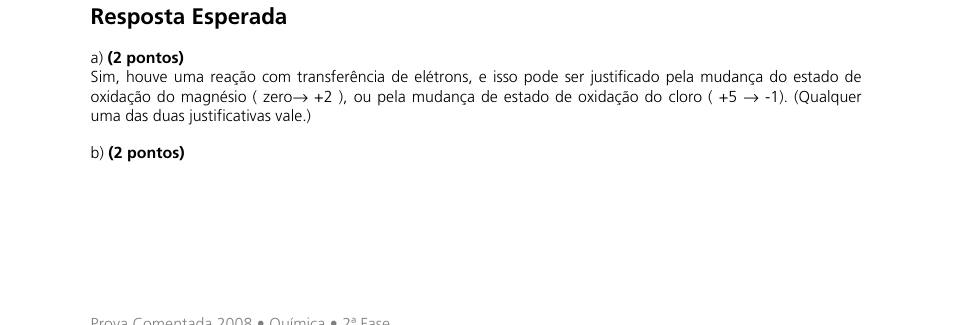 Resposta Esperada
a) (2 pontos)
Sim, houve uma reação com transferência de elétrons, e isso pode ser justificado pela mudança do estado de
oxidação do magnésio ( zero→ +2 ), ou pela mudança de estado de oxidação do cloro ( +5 → -1). (Qualquer
uma das duas justificativas vale.)
b) (2 pontos)
Prova Comentada 2008 • Química • 2ª Fase